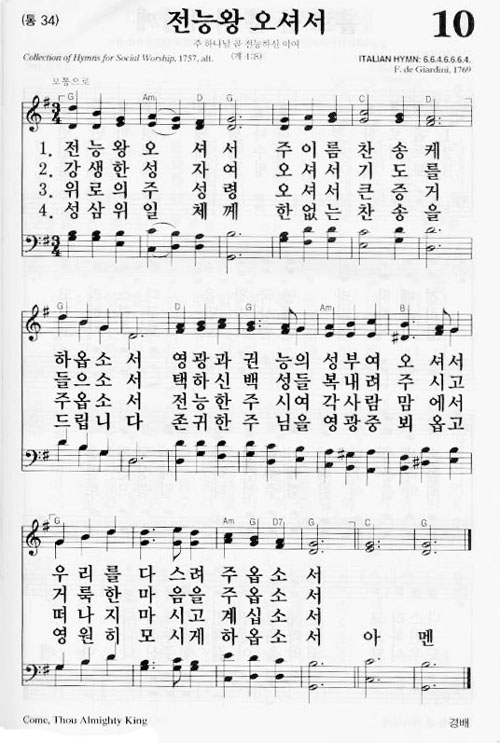 (통 34)
전능왕 오셔서
10
주 하나님 곧 전능하신 이여
Collection of Hymns for Social Worship, 1757, alt.
(계 4:8)
ITALIAN HYMN: 6.6.4.6.6.6.4.
F. de Giardini, 1769
보통으로
G Am D G C D
1. 전능왕 오 셔서 주이름 찬송케
2. 강생한성 자여 오셔서 기도를
3. 위로의주 성령 오셔서 큰증거
4. 성삼위일 체께 한없는 찬송을
G D G Am B
하옵소서 영광과 권능의 성부여 오셔서
들으소서 택하신 백성들 복내려 주시고
주옵소서 전능한 주시여 각사람 맘에서
드립니다 존귀한 주님을 영광중 뵈옵고
G Am G D7 G C G
우리를 다스려 주옵소서
거룩한 마음을 주옵소서
떠나지 마시고 계십소서
영원히 모시게 하옵소서 아멘
Come, Thou Almighty King
경배